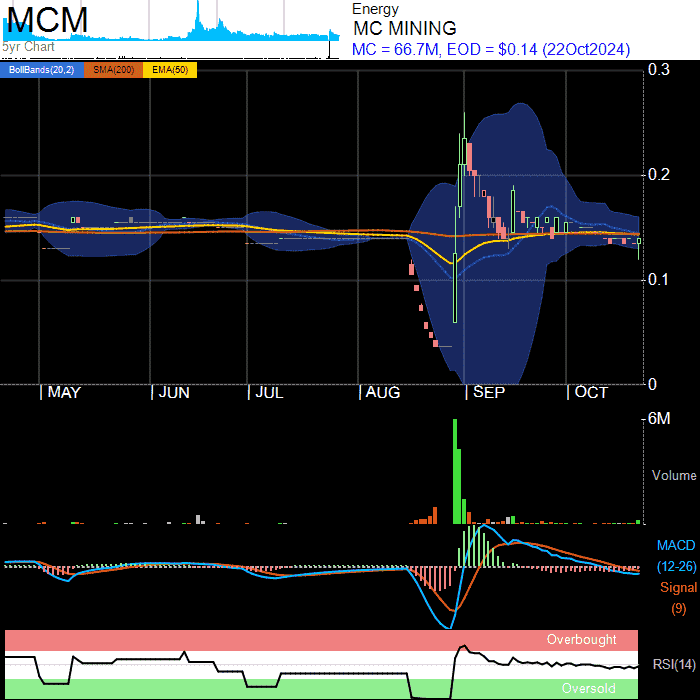 MCM
5yr Chart
Energy
MC MINING
MC = 66.7M, EOD = $0.14 (22Oct2024)
BollBands(20,2) SMA(200) EMA(50)
0.3
0.2
0.1
0
MAY JUN JUL AUG SEP OCT
6M
Volume
MACD
(12-26)
Signal
(9)
Overbought
RSI(14)
Oversold